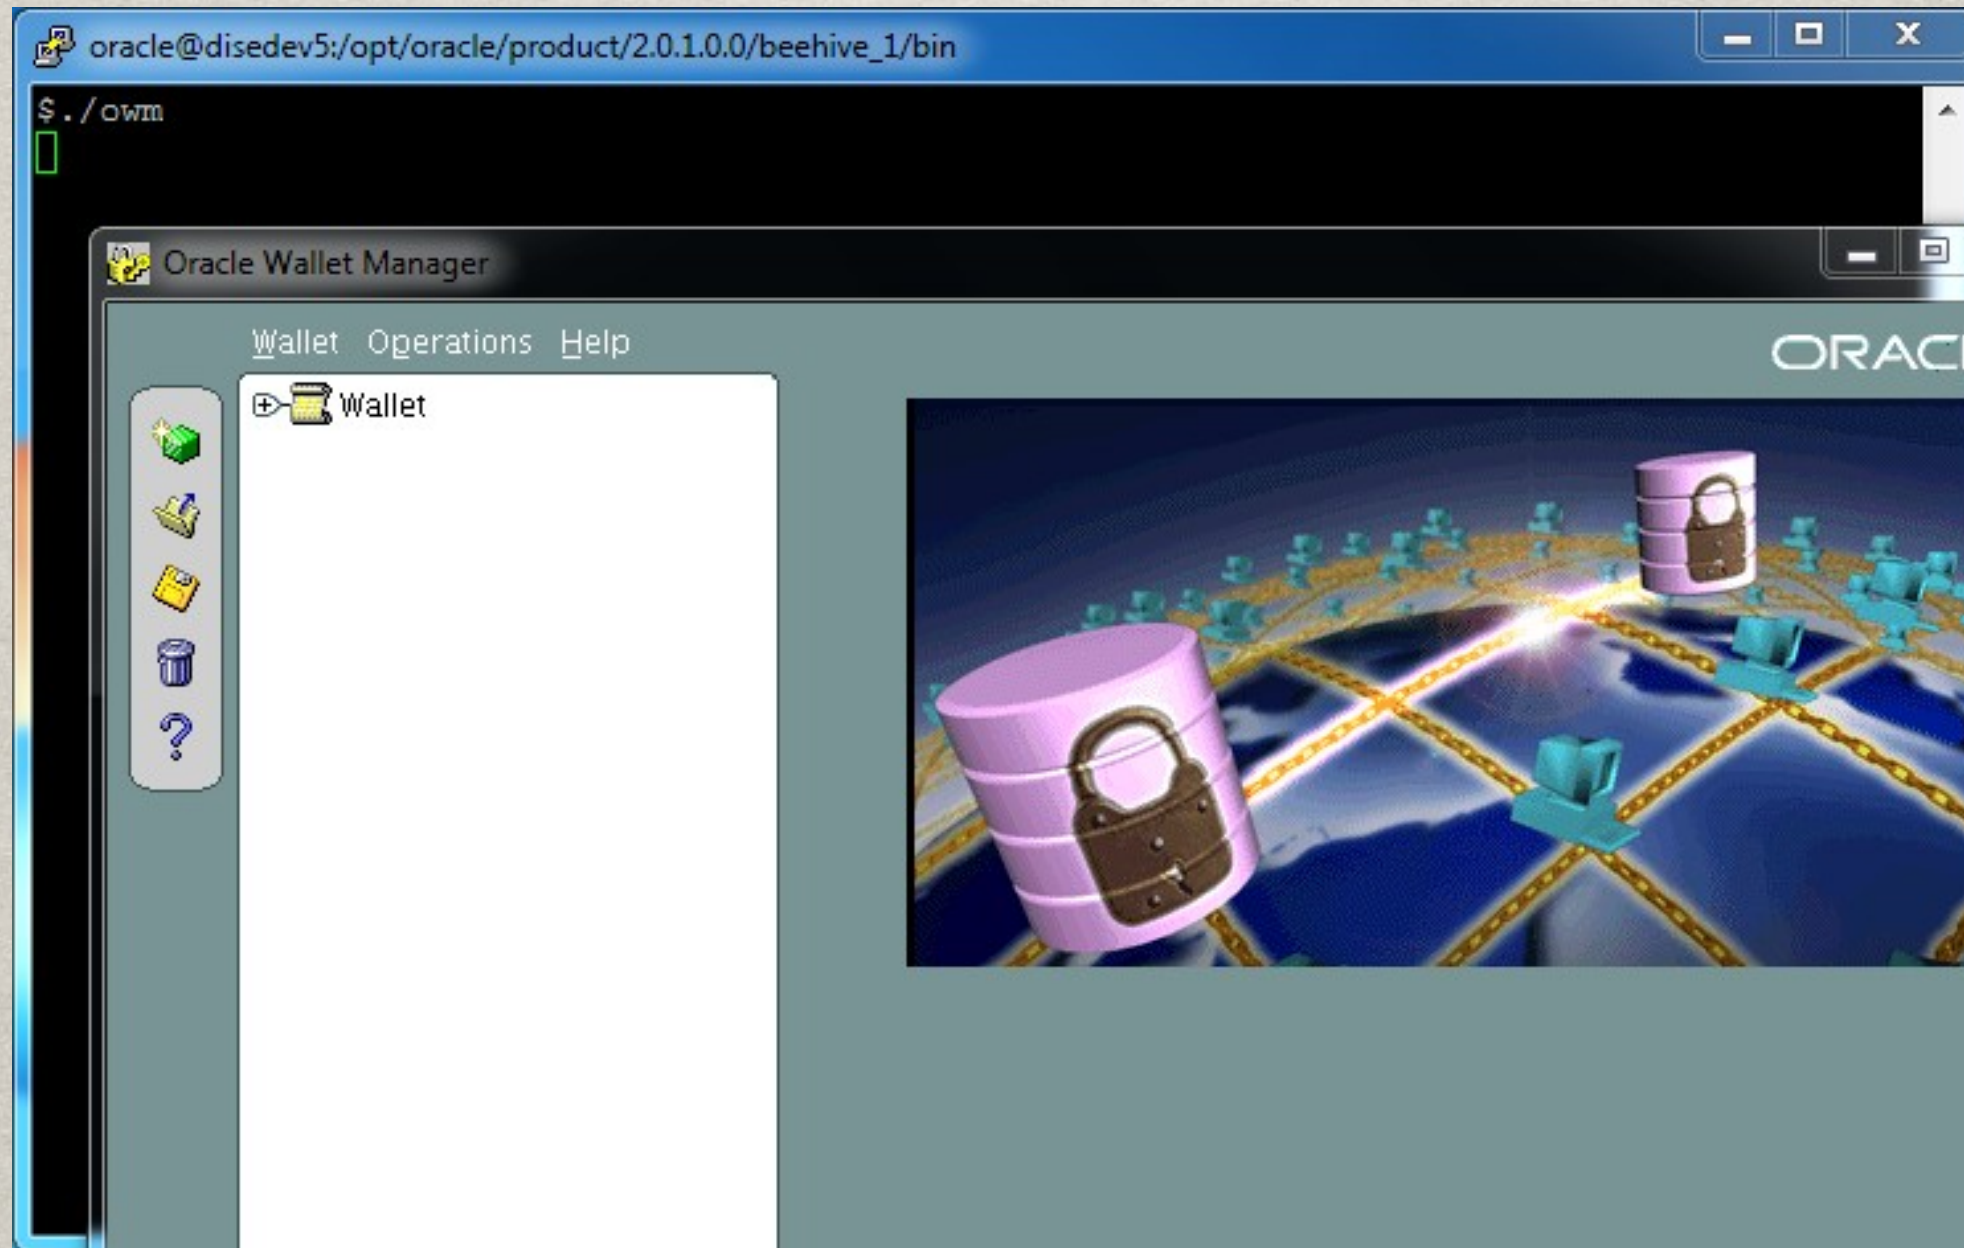 oracle@disedev5:/opt/oracle/product/2.0.1.0.0/beehive_1/bin
$./owm
Oracle Wallet Manager
Wallet Operations Help
ORACL
Wallet